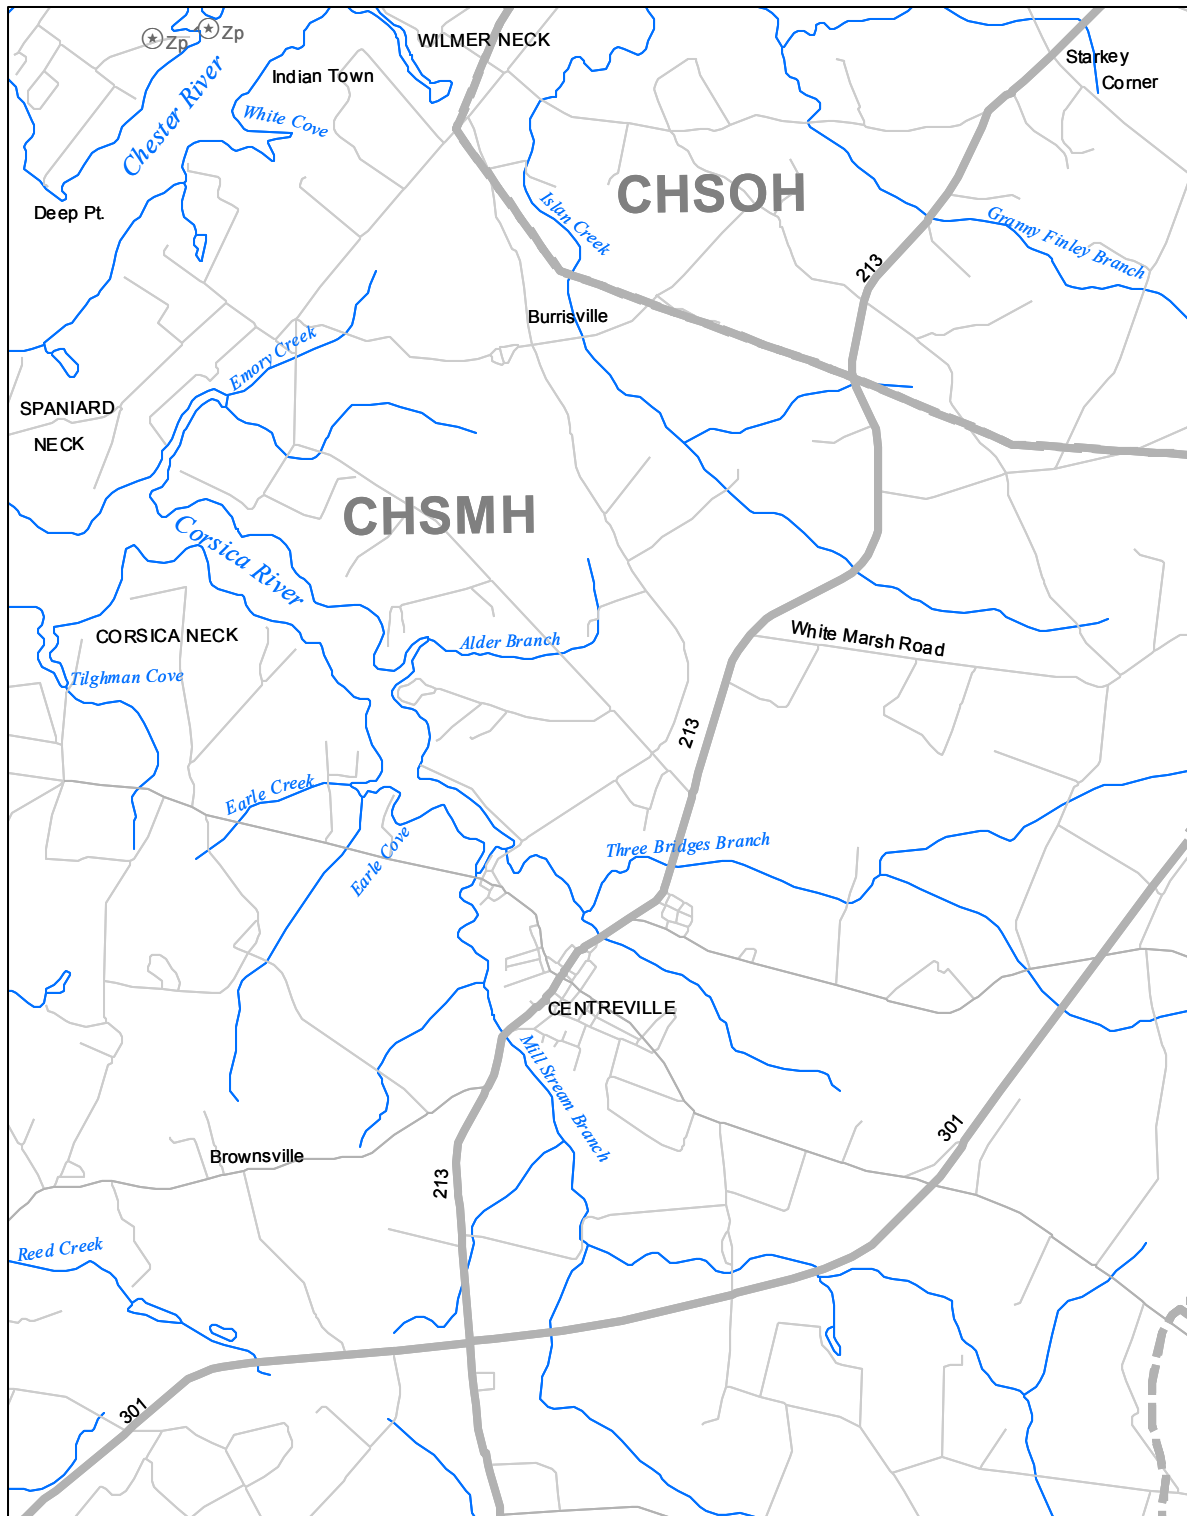 Zp
Zp
WILMER NECK
Indian Town
Starkey
Corner
Chester River
White Cove
CHSOH
Deep Pt.
Islan Creek
Granny Finley Branch
213
Burrisville
Emory Creek
SPANIARD
NECK
CHSMH
Corsica River
CORSICA NECK
Alder Branch
White Marsh Road
Tilghman Cove
213
Earle Creek
Earle Cove
Three Bridges Branch
CENTREVILLE
Mill Stream Branch
301
Brownsville
213
Reed Creek
301